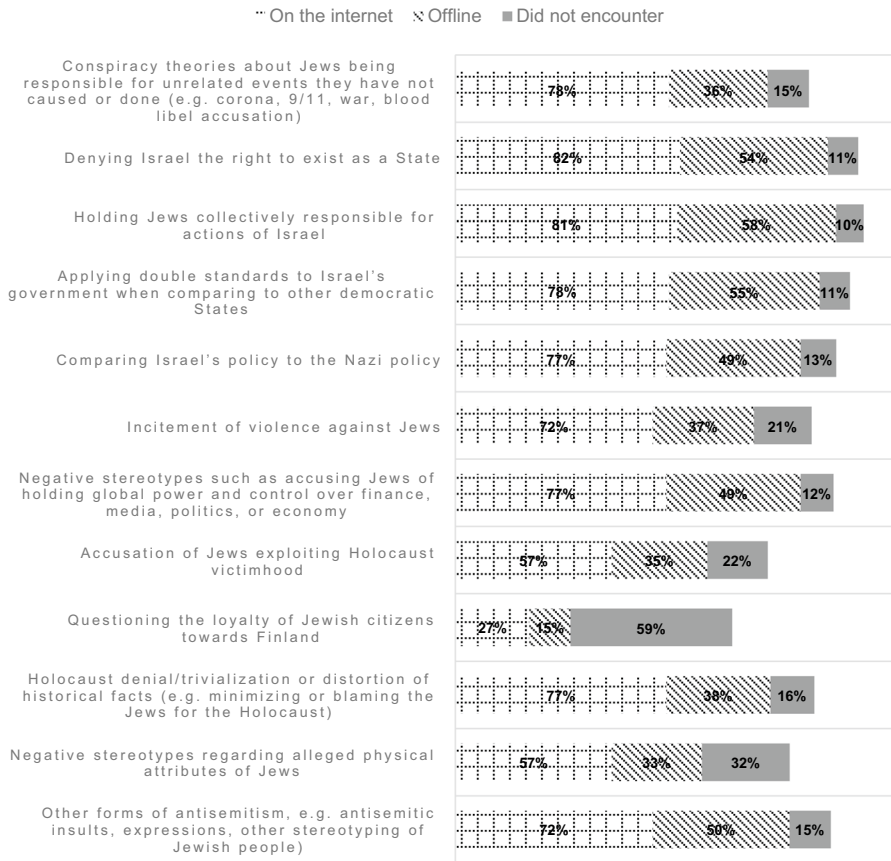 On the internet Offline Did not encounter
Conspiracy theories about Jews being
responsible for unrelated events they have not
caused or done (e.g. corona, 9/11, war, blood
libel accusation)
78% 36% 15%
Denying Israel the right to exist as a State
82% 54% 11%
Holding Jews collectively responsible for
actions of Israel
81% 58% 10%
Applying double standards to Israel's
government when comparing to other democratic
States
78% 55% 11%
Comparing Israel's policy to the Nazi policy
77% 49% 13%
Incitement of violence against Jews
72% 37% 21%
Negative stereotypes such as accusing Jews of
holding global power and control over finance,
media, politics, or economy
77% 49% 12%
Accusation of Jews exploiting Holocaust
victimhood
57% 35% 22%
Questioning the loyalty of Jewish citizens
towards Finland
27% 15% 59%
Holocaust denial/trivialization or distortion of
historical facts (e.g. minimizing or blaming the
Jews for the Holocaust)
77% 38% 16%
Negative stereotypes regarding alleged physical
attributes of Jews
57% 33% 32%
Other forms of antisemitism, e.g. antisemitic
insults, expressions, other stereotyping of
Jewish people)
72% 50% 15%